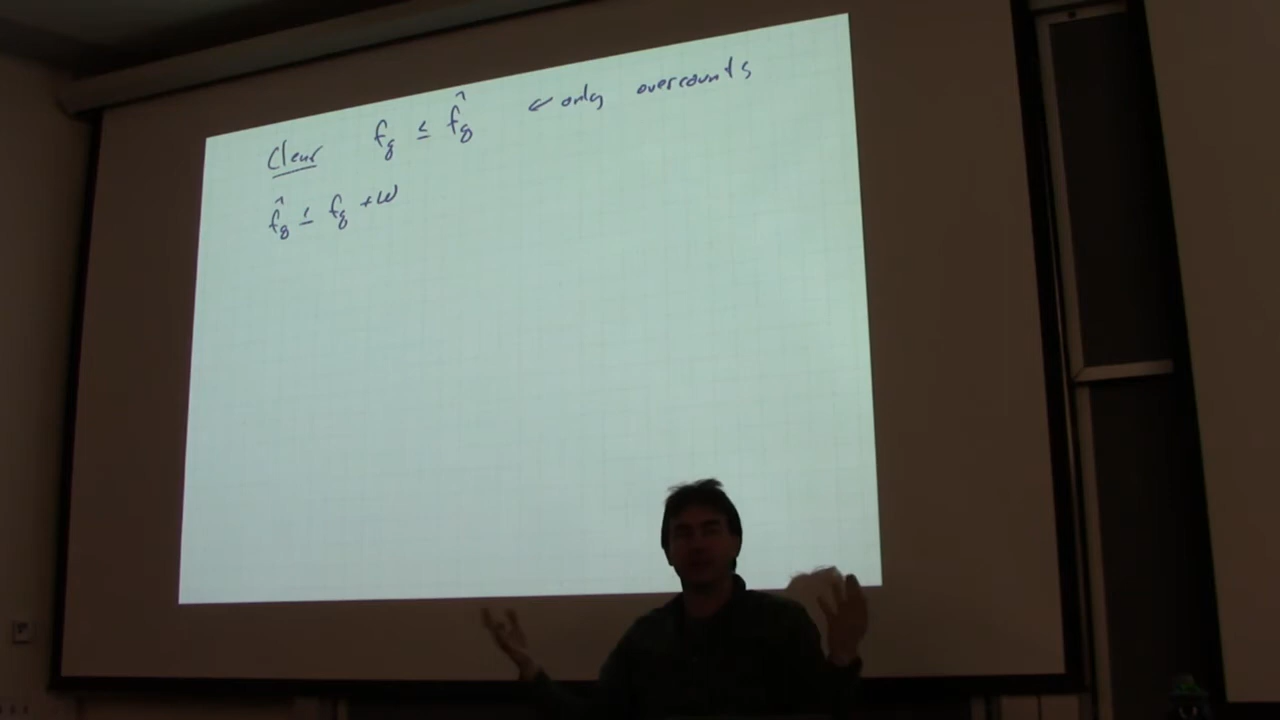 Clear f_g ≤ f̂_g ← only overcounts
f̂_g ≤ f_g + W